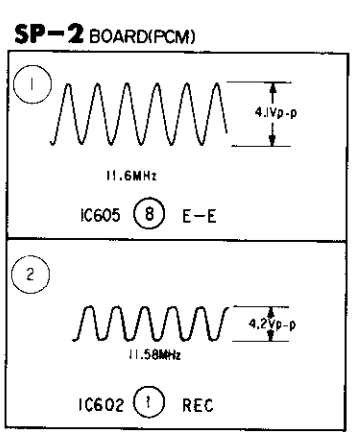 SP-2 BOARD(PCM)
1
4.1Vp-p
11.6MHz
IC605 8 E-E
2
4.2Vp-p
11.58MHz
IC602 1 REC